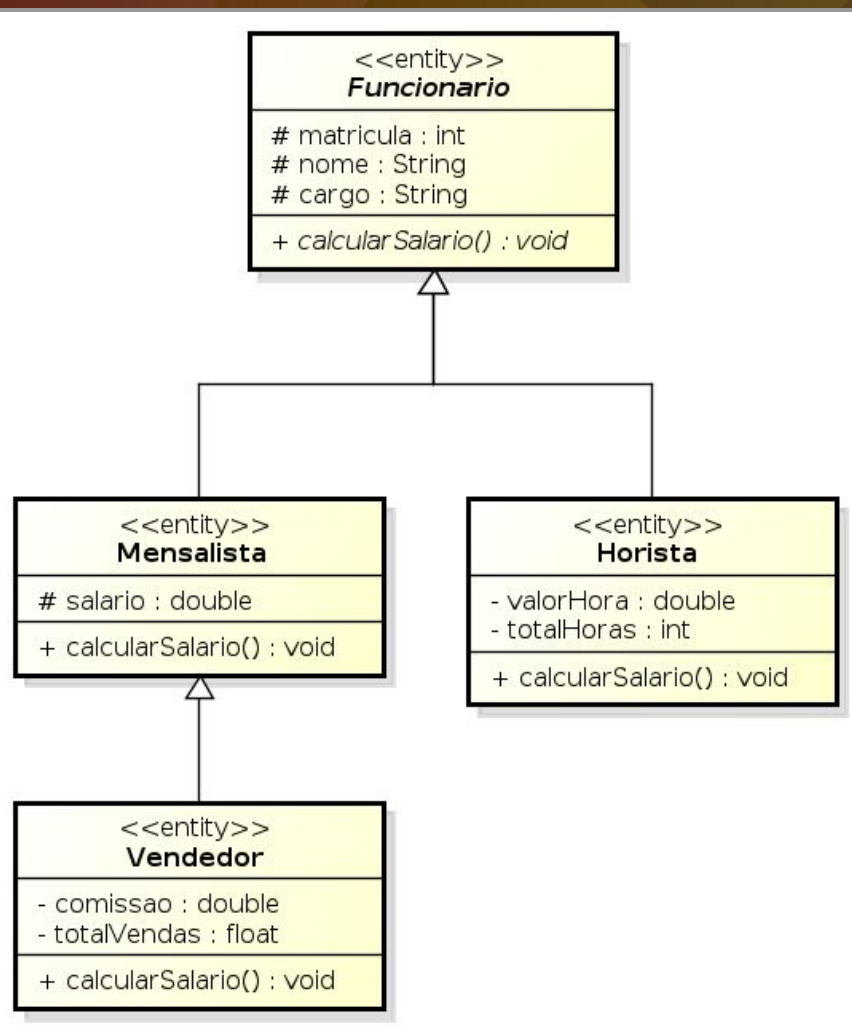 <<entity>>
Funcionario
# matricula : int
# nome : String
# cargo : String
+ calcularSalario() : void
<<entity>>
Mensalista
# salario : double
+ calcularSalario() : void
<<entity>>
Horista
- valorHora : double
- totalHoras : int
+ calcularSalario() : void
<<entity>>
Vendedor
- comissao : double
- totalVendas : float
+ calcularSalario() : void